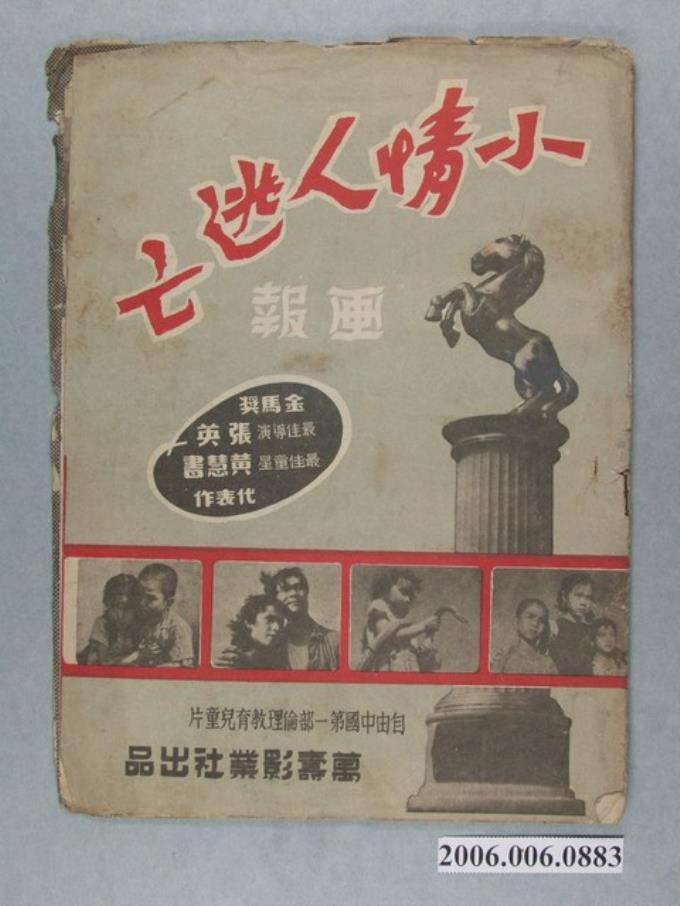 小情人逃亡
画報
金馬獎
最佳導演 張英
最佳童星 黃慧書
代表作
自由中國第一部倫理教育兒童片
萬壽影業社出品
2006.006.0883